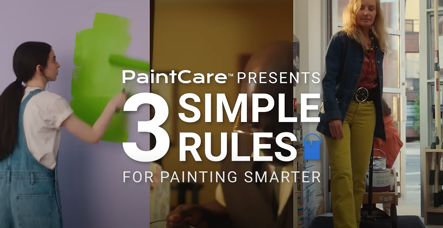 PaintCare™ PRESENTS
3 SIMPLE
RULES
FOR PAINTING SMARTER